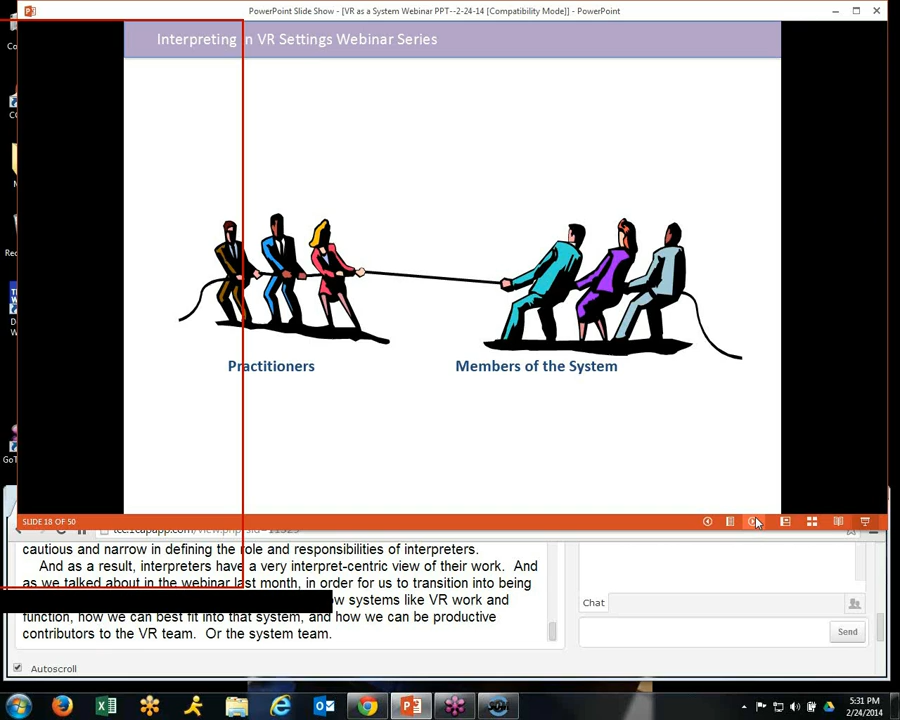 PowerPoint Slide Show - [VR as a System Webinar PPT--2-24-14 [Compatibility Mode]] - PowerPoint
Interpreting in VR Settings Webinar Series
Practitioners
Members of the System
SLIDE 18 OF 50
cautious and narrow in defining the role and responsibilities of interpreters.
And as a result, interpreters have a very interpret-centric view of their work. And
as we talked about in the webinar last month, in order for us to transition into being
systems like VR work and
function, how we can best fit into that system, and how we can be productive
contributors to the VR team. Or the system team.
Chat
Send
Autoscroll
5:31 PM
2/24/2014